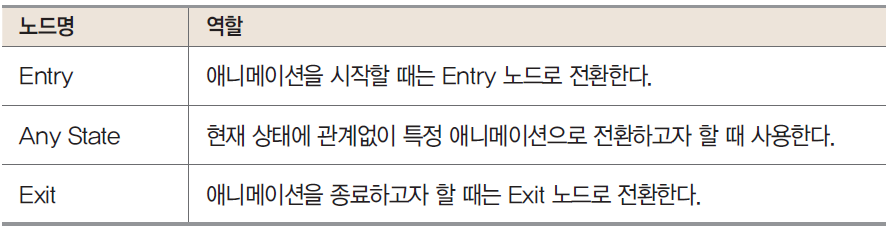 노드명 역할
Entry 애니메이션을 시작할 때는 Entry 노드로 전환한다.
Any State 현재 상태에 관계없이 특정 애니메이션으로 전환하고자 할 때 사용한다.
Exit 애니메이션을 종료하고자 할 때는 Exit 노드로 전환한다.